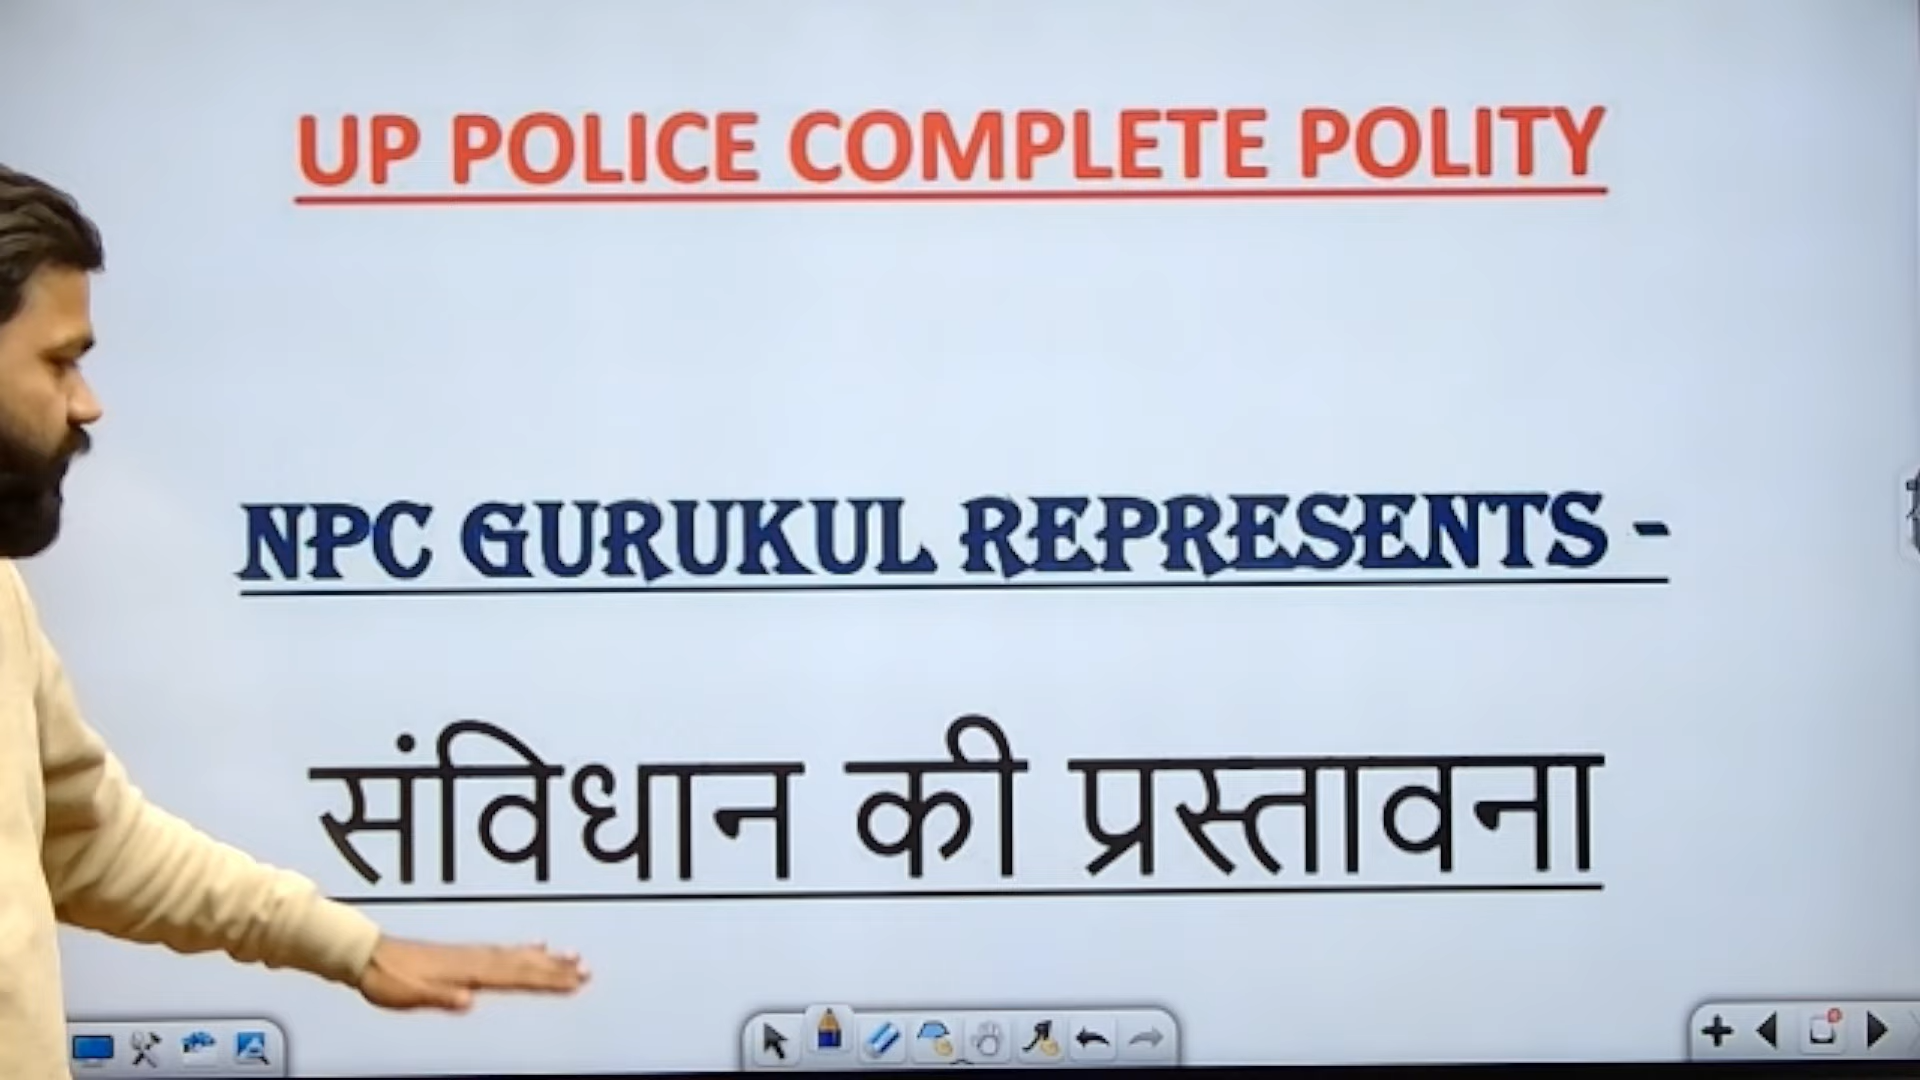 UP POLICE COMPLETE POLITY
NPC GURUKUL REPRESENTS -
संविधान की प्रस्तावना